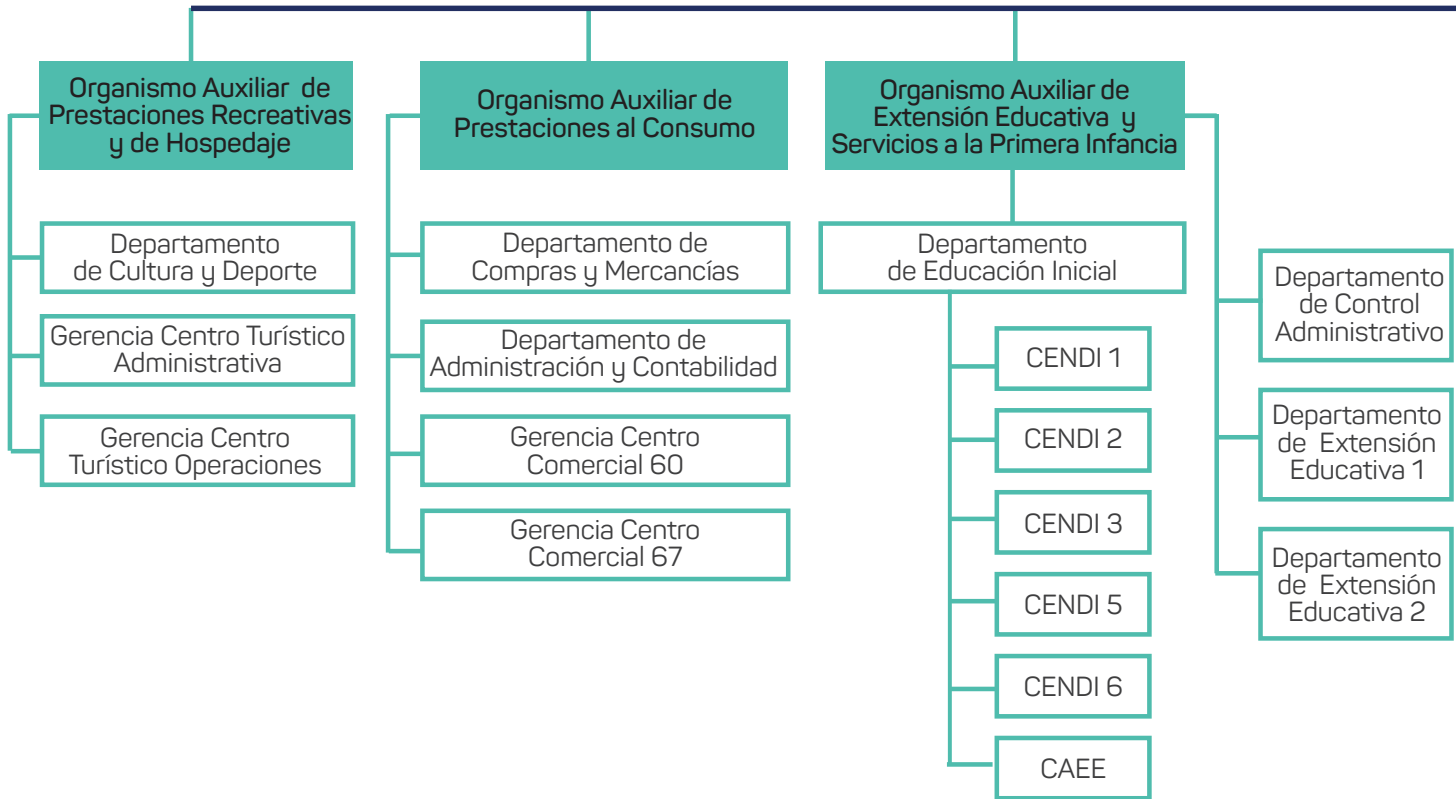 Organismo Auxiliar de
Prestaciones Recreativas
y de Hospedaje
Departamento
de Cultura y Deporte
Gerencia Centro Turístico
Administrativa
Gerencia Centro
Turístico Operaciones
Organismo Auxiliar de
Prestaciones al Consumo
Departamento de
Compras y Mercancías
Departamento de
Administración y Contabilidad
Gerencia Centro
Comercial 60
Gerencia Centro
Comercial 67
Organismo Auxiliar de
Extensión Educativa y
Servicios a la Primera Infancia
Departamento
de Educación Inicial
CENDI 1
CENDI 2
CENDI 3
CENDI 5
CENDI 6
CAEE
Departamento
de Control
Administrativo
Departamento
de Extensión
Educativa 1
Departamento
de Extensión
Educativa 2